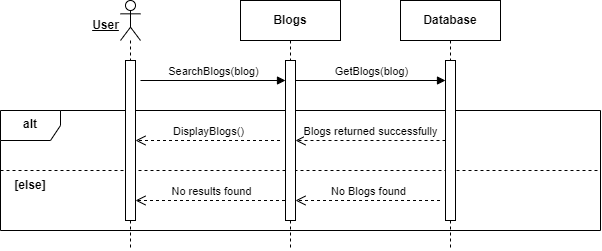 User
Blogs
Database
SearchBlogs(blog)
GetBlogs(blog)
alt
DisplayBlogs()
Blogs returned successfully
[else]
No results found
No Blogs found